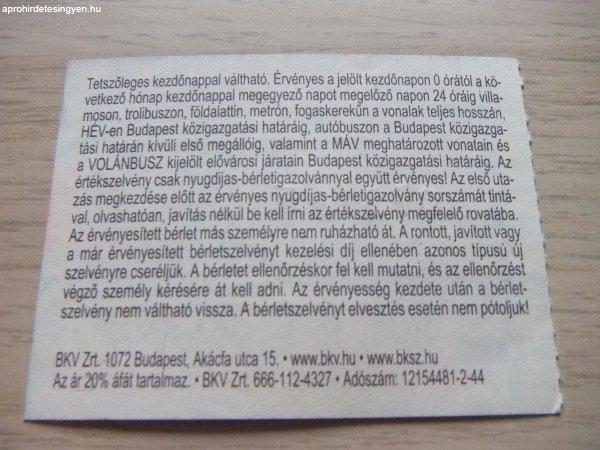 aprohirdetesingyen.hu
Tetszőleges kezdőnappal váltható. Érvényes a jelölt kezdőnapon 0 órától a kö-
vetkező hónap kezdőnappal megegyező napot megelőző napon 24 óráig villa-
moson, trolibuszon, földalattin, metrón, fogaskerekűn a vonalak teljes hosszán,
HÉV-en Budapest közigazgatási határáig, autóbuszon a Budapest közigazga-
tási határán kívüli első megállóig, valamint a MÁV meghatározott vonatain és
a VOLÁNBUSZ kijelölt elővárosi járatain Budapest közigazgatási határáig. Az
értékszelvény csak nyugdíjas-bérletigazolvánnyal együtt érvényes! Az első uta-
zás megkezdése előtt az érvényes nyugdíjas-bérletigazolvány sorszámát tintá-
val, olvashatóan, javítás nélkül be kell írni az értékszelvény megfelelő rovatába.
Az érvényesített bérlet más személyre nem ruházható át. A rontott, javított vagy
a már érvényesített bérletszelvényt kezelési díj ellenében azonos típusú új
szelvényre cseréljük. A bérletet ellenőrzéskor fel kell mutatni, és az ellenőrzést
végző személy kérésére át kell adni. Az érvényesség kezdete után a bérlet-
szelvény nem váltható vissza. A bérletszelvényt elvesztés esetén nem pótoljuk!
BKV Zrt. 1072 Budapest, Akácfa utca 15. • www.bkv.hu • www.bksz.hu
Az ár 20% áfát tartalmaz. • BKV Zrt. 666-112-4327 • Adószám: 12154481-2-44